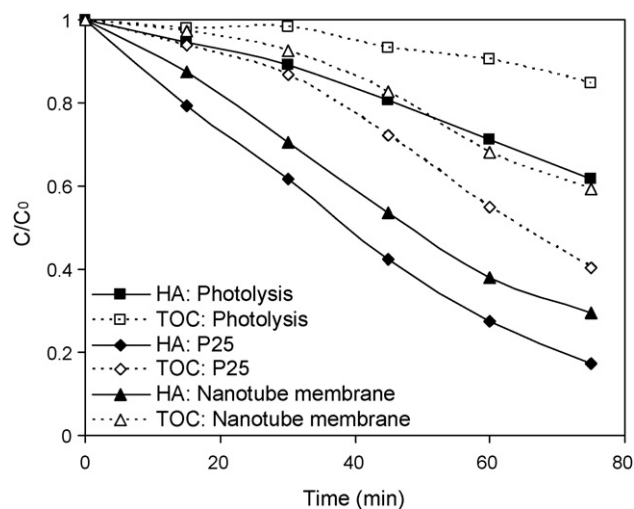 1
0.8
0.6
0.4
0.2
0
C/C0
HA: Photolysis
TOC: Photolysis
HA: P25
TOC: P25
HA: Nanotube membrane
TOC: Nanotube membrane
0 20 40 60 80
Time (min)